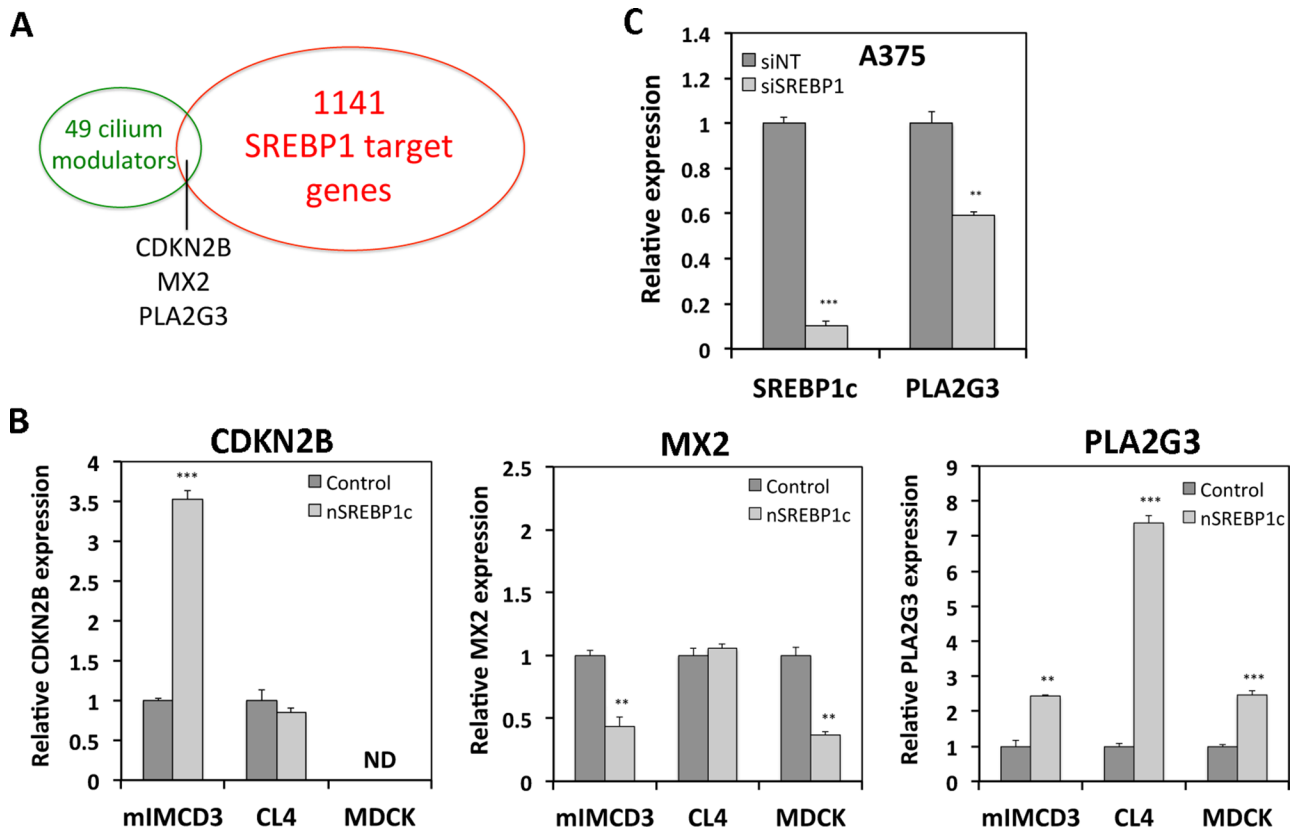 A
49 cilium
modulators
1141
SREBP1 target
genes
CDKN2B
MX2
PLA2G3
C
A375
siNT
siSREBP1
Relative expression
1.4
1.2
1
0.8
0.6
0.4
0.2
0
***
**
SREBP1c
PLA2G3
B
CDKN2B
Control
nSREBP1c
Relative CDKN2B expression
4
3.5
3
2.5
2
1.5
1
0.5
0
***
ND
mIMCD3
CL4
MDCK
MX2
Control
nSREBP1c
Relative MX2 expression
2.5
2
1.5
1
0.5
0
**
**
mIMCD3
CL4
MDCK
PLA2G3
Control
nSREBP1c
Relative PLA2G3 expression
9
8
7
6
5
4
3
2
1
0
**
***
***
mIMCD3
CL4
MDCK